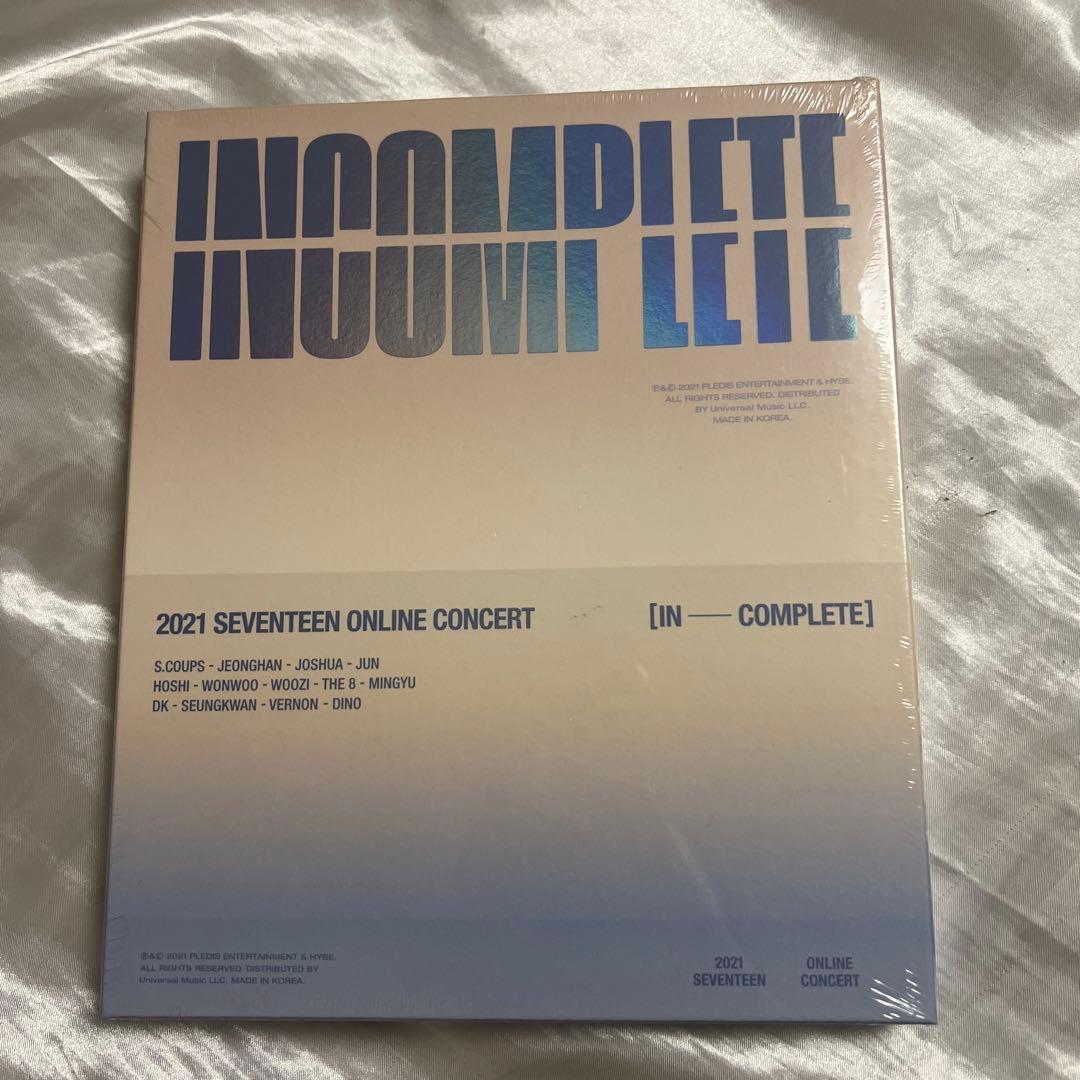 INCOMPLETE
INCOMPLETE
℗&© 2021 PLEDIS ENTERTAINMENT & HYBE.
ALL RIGHTS RESERVED. DISTRIBUTED
BY Universal Music LLC.
MADE IN KOREA.
2021 SEVENTEEN ONLINE CONCERT [IN — COMPLETE]
S.COUPS - JEONGHAN - JOSHUA - JUN
HOSHI - WONWOO - WOOZI - THE 8 - MINGYU
DK - SEUNGKWAN - VERNON - DINO
℗&© 2021 PLEDIS ENTERTAINMENT & HYBE.
ALL RIGHTS RESERVED. DISTRIBUTED BY
Universal Music LLC. MADE IN KOREA.
2021
SEVENTEEN
ONLINE
CONCERT